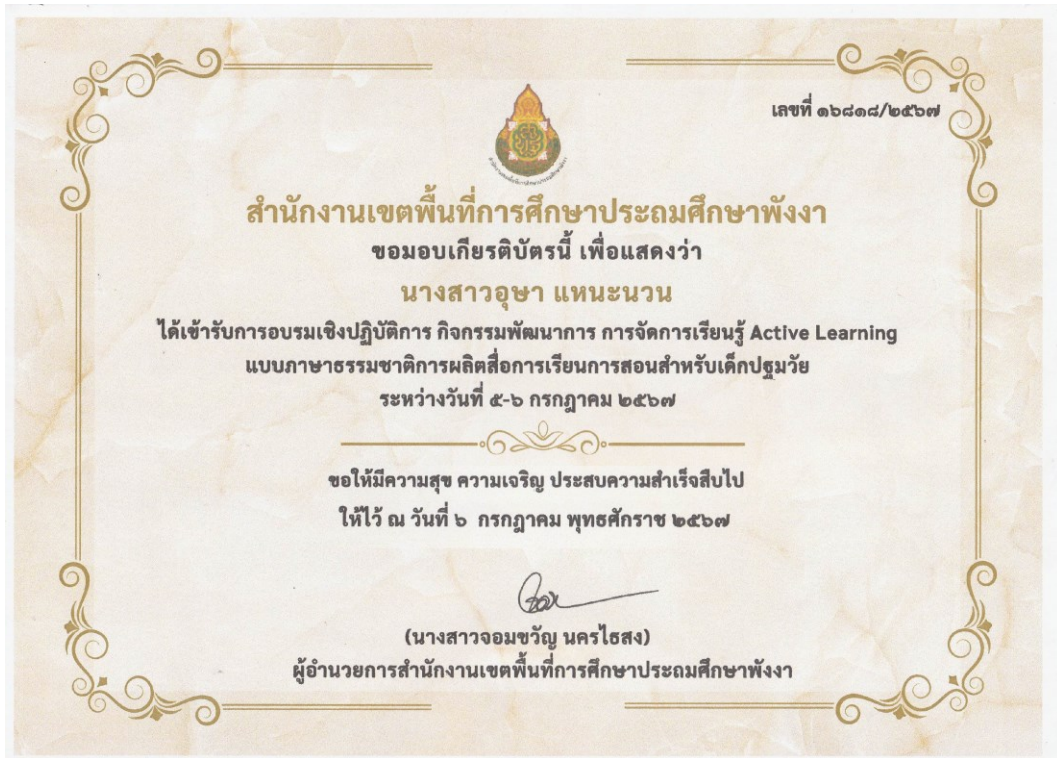 เลขที่ ๑๖๘๑๘/๒๕๖๗
สำนักงานเขตพื้นที่การศึกษาประถมศึกษาพังงา
ขอมอบเกียรติบัตรนี้ เพื่อแสดงว่า
นางสาวอุษา แหนะนวน
ได้เข้ารับการอบรมเชิงปฏิบัติการ กิจกรรมพัฒนาการ การจัดการเรียนรู้ Active Learning
แบบภาษาธรรมชาติการผลิตสื่อการเรียนการสอนสำหรับเด็กปฐมวัย
ระหว่างวันที่ ๕-๖ กรกฎาคม ๒๕๖๗
ขอให้มีความสุข ความเจริญ ประสบความสำเร็จสืบไป
ให้ไว้ ณ วันที่ ๖ กรกฎาคม พุทธศักราช ๒๕๖๗
(นางสาวจอมขวัญ นครไธสง)
ผู้อำนวยการสำนักงานเขตพื้นที่การศึกษาประถมศึกษาพังงา